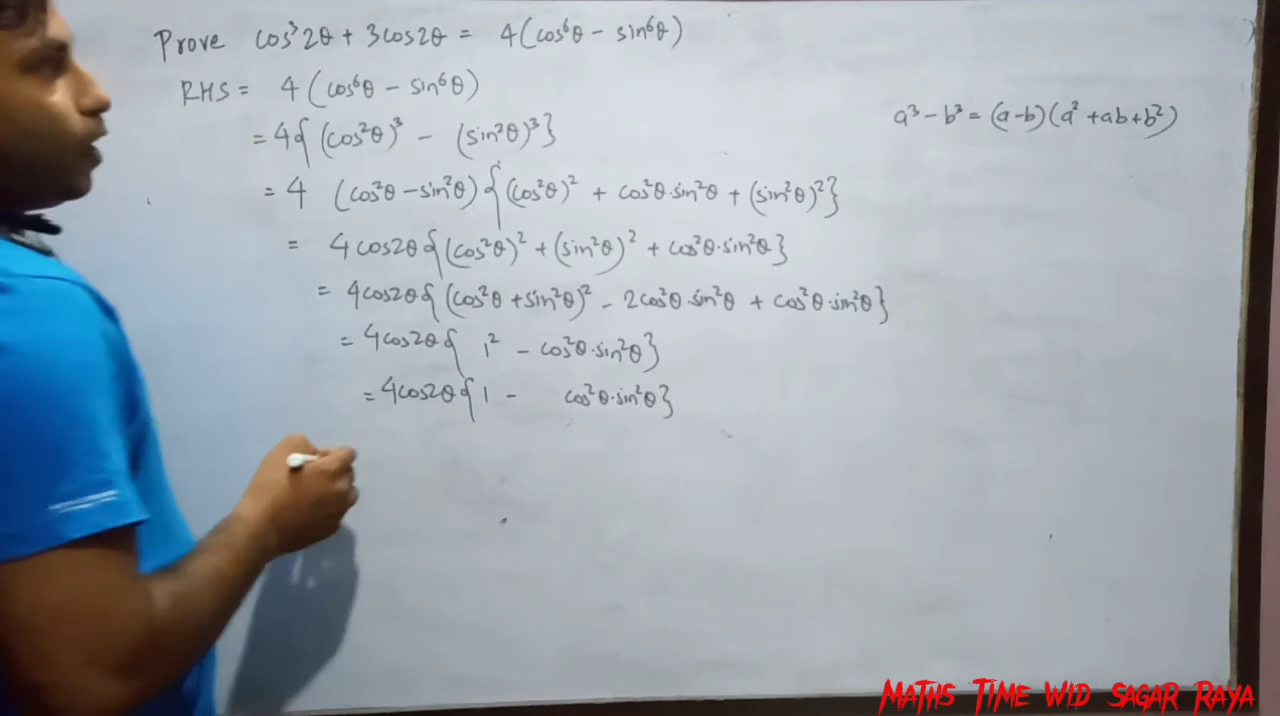 Prove cos³2θ + 3cos2θ = 4(cos⁶θ - sin⁶θ)
RHS = 4(cos⁶θ - sin⁶θ)
a³ - b³ = (a-b)(a² + ab + b²)
= 4{(cos²θ)³ - (sin²θ)³}
= 4 (cos²θ - sin²θ){(cos²θ)² + cos²θ·sin²θ + (sin²θ)²}
= 4cos2θ{(cos²θ)² + (sin²θ)² + cos²θ·sin²θ}
= 4cos2θ{(cos²θ + sin²θ)² - 2cos²θ·sin²θ + cos²θ·sin²θ}
= 4cos2θ{ 1² - cos²θ·sin²θ}
= 4cos2θ{1 - cos²θ·sin²θ}
MATHS TIME WID SAGAR RAYA